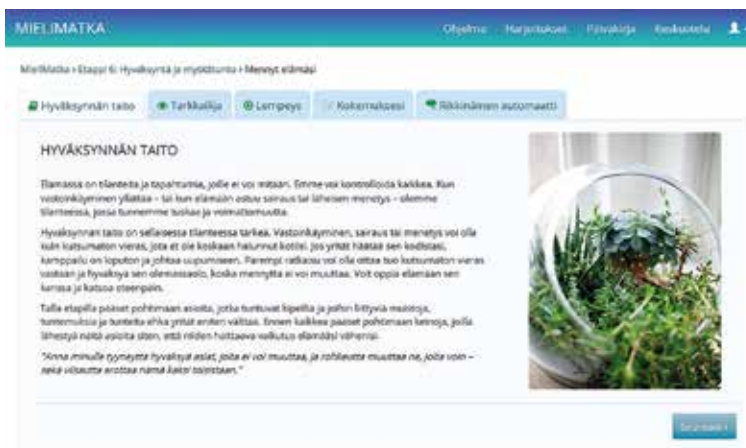 MIELIMATKA
Ohjelma Harjoitukset Päiväkirja Keskustelu
MieliMatka › Etappi 6: Hyväksyntä ja myötätunto › Mennyt elämäsi
Hyväksynnän taito Tarkkailija Lempeys Kokemuksesi Rikkinäinen automaatti
HYVÄKSYNNÄN TAITO
Elämässä on tilanteita ja tapahtumia, joille ei voi mitään. Emme voi kontrolloida kaikkea. Kun
vastoinkäyminen yllättää – tai kun elämään astuu sairaus tai läheisen menetys – olemme
tilanteessa, jossa tunnemme tuskaa ja voimattomuutta.
Hyväksynnän taito on sellaisessa tilanteessa tärkeä. Vastoinkäyminen, sairaus tai menetys voi olla
kuin kutsumaton vieras, jota et ole koskaan halunnut kotiisi. Jos yrität häätää sen kodistasi,
kamppailu on loputon ja johtaa uupumiseen. Parempi ratkaisu voi olla ottaa tuo kutsumaton vieras
vastaan ja hyväksyä sen olemassaolo, koska mennyttä ei voi muuttaa. Voit oppia elämään sen
kanssa ja katsoa eteenpäin.
Tällä etapilla pääset pohtimaan asioita, jotka tuntuvat kipeiltä ja joihin liittyviä muistoja,
tuntemuksia ja tunteita ehkä yrität eniten välttää. Ennen kaikkea pääset pohtimaan keinoja, joilla
lähestyä näitä asioita siten, että niiden haittaava vaikutus elämääsi vähenisi.
"Anna minulle tyyneyttä hyväksyä asiat, joita ei voi muuttaa, ja rohkeutta muuttaa ne, joita voin –
sekä viisautta erottaa nämä kaksi toisistaan."